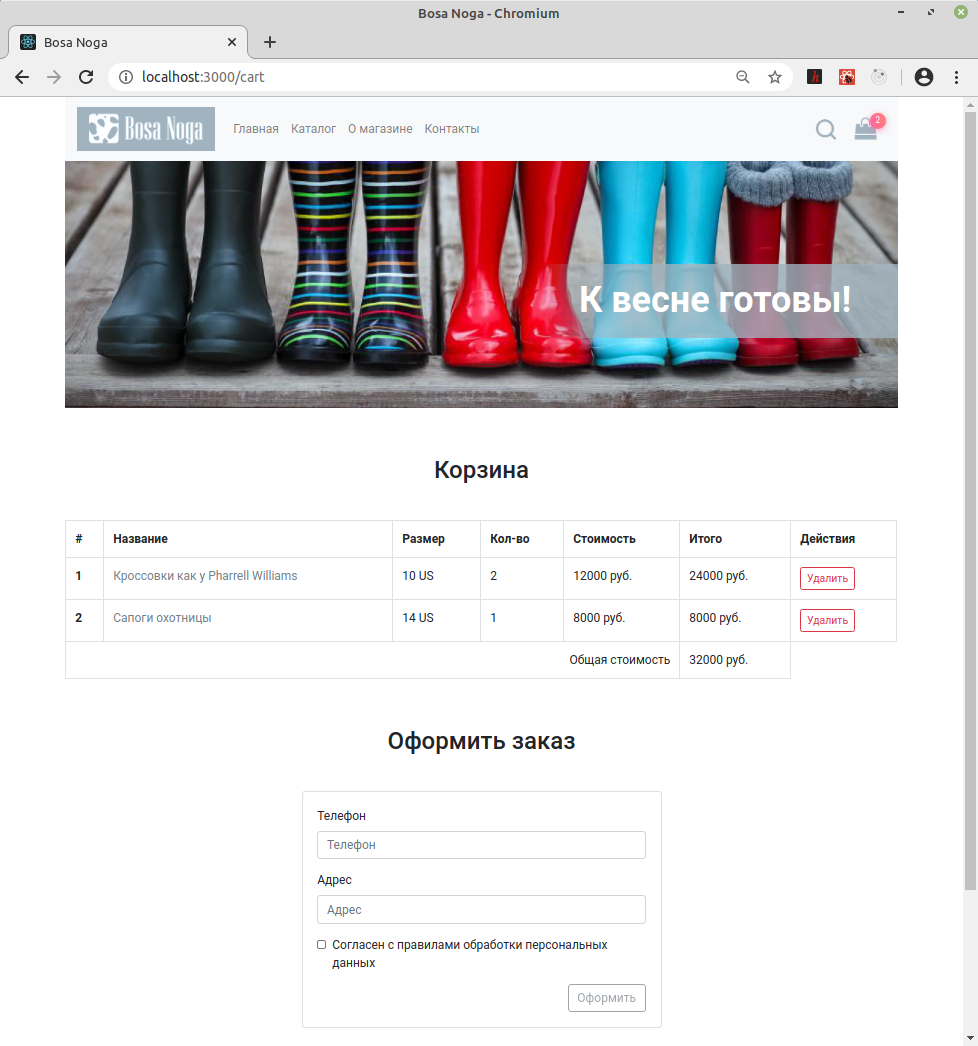 Bosa Noga - Chromium
Bosa Noga
localhost:3000/cart
Bosa Noga Главная Каталог О магазине Контакты 2
К весне готовы!
Корзина
# Название Размер Кол-во Стоимость Итого Действия
1 Кроссовки как у Pharrell Williams 10 US 2 12000 руб. 24000 руб. Удалить
2 Сапоги охотницы 14 US 1 8000 руб. 8000 руб. Удалить
Общая стоимость 32000 руб.
Оформить заказ
Телефон
Телефон
Адрес
Адрес
Согласен с правилами обработки персональных
данных
Оформить